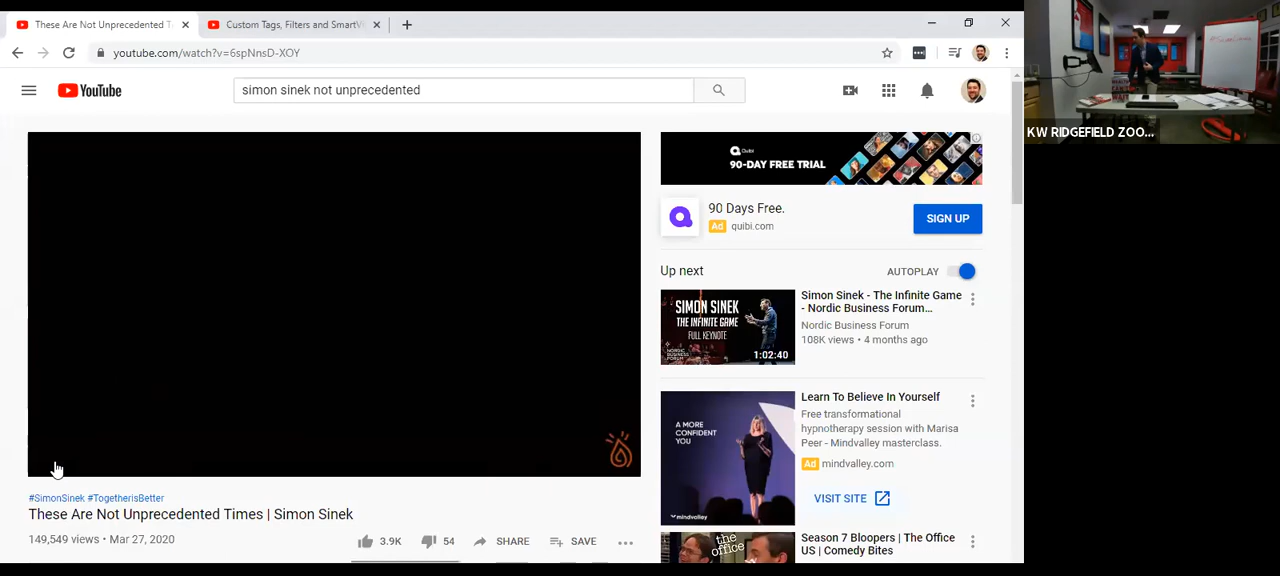 These Are Not Unprecedented T
Custom Tags, Filters and SmartVi
youtube.com/watch?v=6spNnsD-XOY
YouTube
simon sinek not unprecedented
Quibi
90-DAY FREE TRIAL
90 Days Free.
Ad quibi.com
SIGN UP
Up next
AUTOPLAY
SIMON SINEK
THE INFINITE GAME
FULL KEYNOTE
NORDIC
BUSINESS
FORUM
1:02:40
Simon Sinek - The Infinite Game
- Nordic Business Forum...
Nordic Business Forum
108K views • 4 months ago
A MORE
CONFIDENT
YOU
mindvalley
Learn To Believe In Yourself
Free transformational
hypnotherapy session with Marisa
Peer - Mindvalley masterclass.
Ad mindvalley.com
VISIT SITE
the
office
Season 7 Bloopers | The Office
US | Comedy Bites
#SimonSinek #TogetherisBetter
These Are Not Unprecedented Times | Simon Sinek
149,549 views • Mar 27, 2020
3.9K
54
SHARE
SAVE
KW RIDGEFIELD ZOO...